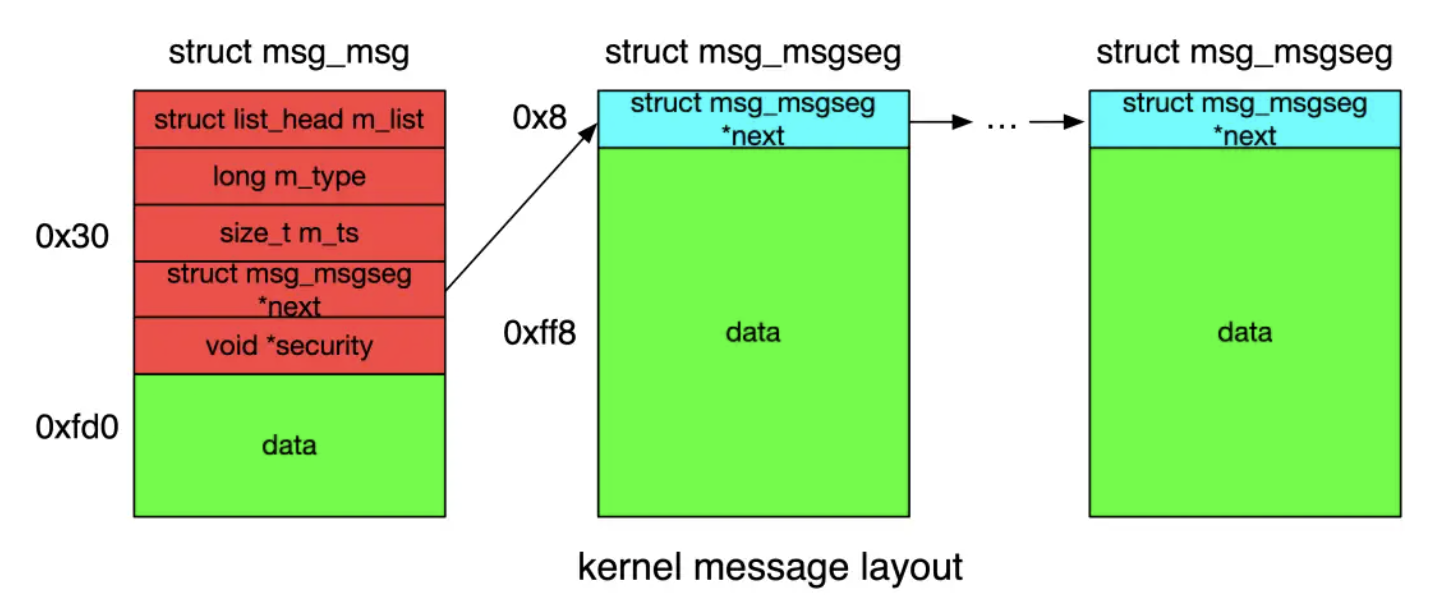 struct msg_msg
struct list_head m_list
long m_type
0x30
size_t m_ts
struct msg_msgseg
*next
void *security
0xfd0
data
struct msg_msgseg
0x8
struct msg_msgseg
*next
0xff8
data
...
struct msg_msgseg
struct msg_msgseg
*next
data
kernel message layout